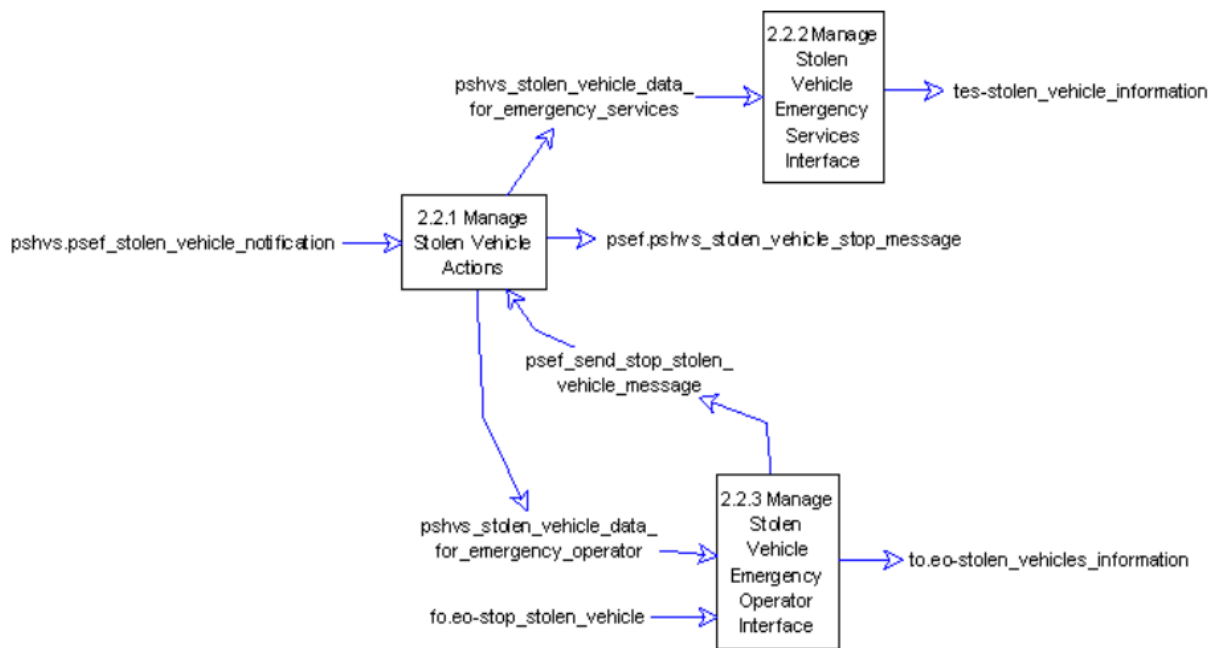 2.2.2 Manage
Stolen
Vehicle
Emergency
Services
Interface
pshvs_stolen_vehicle_data_
for_emergency_services
tes-stolen_vehicle_information
2.2.1 Manage
Stolen Vehicle
Actions
pshvs.psef_stolen_vehicle_notification
psef.pshvs_stolen_vehicle_stop_message
psef_send_stop_stolen_
vehicle_message
2.2.3 Manage
Stolen
Vehicle
Emergency
Operator
Interface
pshvs_stolen_vehicle_data_
for_emergency_operator
to.eo-stolen_vehicles_information
fo.eo-stop_stolen_vehicle